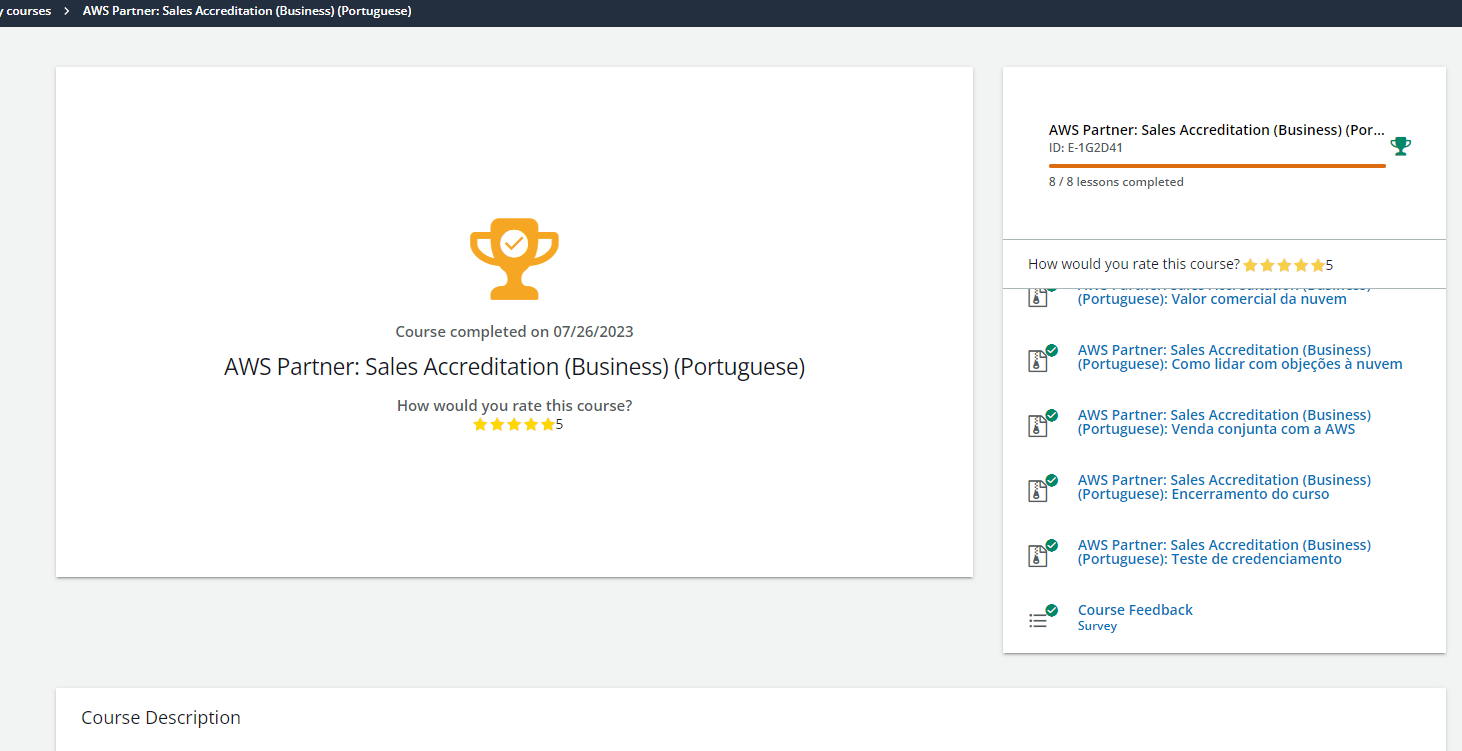 courses > AWS Partner: Sales Accreditation (Business) (Portuguese)
Course completed on 07/26/2023
AWS Partner: Sales Accreditation (Business) (Portuguese)
How would you rate this course?
5
AWS Partner: Sales Accreditation (Business) (Por...
ID: E-1G2D41
8 / 8 lessons completed
How would you rate this course? 5
(Portuguese): Valor comercial da nuvem
AWS Partner: Sales Accreditation (Business)
(Portuguese): Como lidar com objeções à nuvem
AWS Partner: Sales Accreditation (Business)
(Portuguese): Venda conjunta com a AWS
AWS Partner: Sales Accreditation (Business)
(Portuguese): Encerramento do curso
AWS Partner: Sales Accreditation (Business)
(Portuguese): Teste de credenciamento
Course Feedback
Survey
Course Description